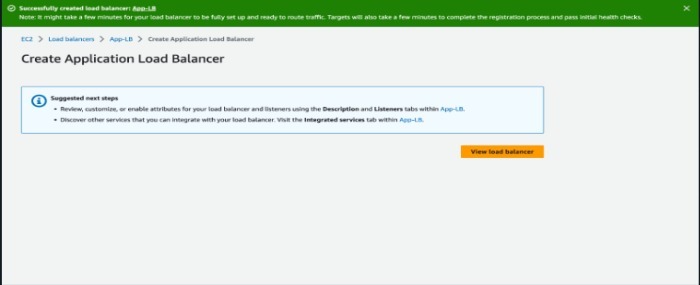 Successfully created load balancer: App-LB
Note: It might take a few minutes for your load balancer to be fully set up and ready to route traffic. Targets will also take a few minutes to complete the registration process and pass initial health checks.
EC2 > Load balancers > App-LB > Create Application Load Balancer
Create Application Load Balancer
Suggested next steps
• Review, customize, or enable attributes for your load balancer and listeners using the Description and Listeners tabs within App-LB.
• Discover other services that you can integrate with your load balancer. Visit the Integrated services tab within App-LB.
View load balancer